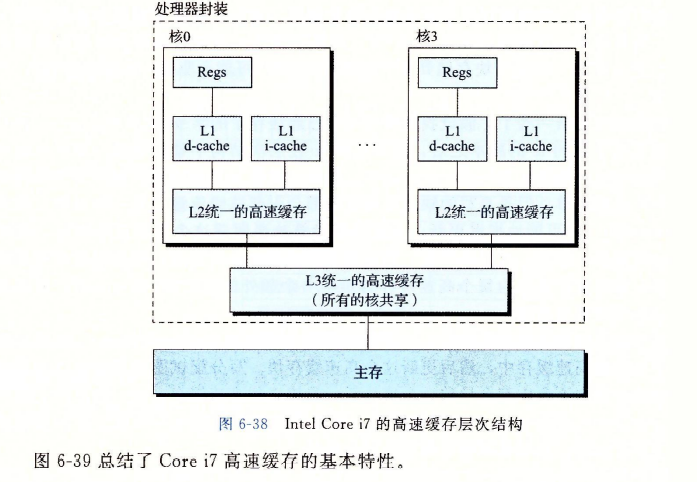 处理器封装
核0
核3
Regs
Regs
L1
d-cache
L1
i-cache
...
L1
d-cache
L1
i-cache
L2统一的高速缓存
L2统一的高速缓存
L3统一的高速缓存
(所有的核共享)
主存
图 6-38 Intel Core i7 的高速缓存层次结构
图 6-39 总结了 Core i7 高速缓存的基本特性。